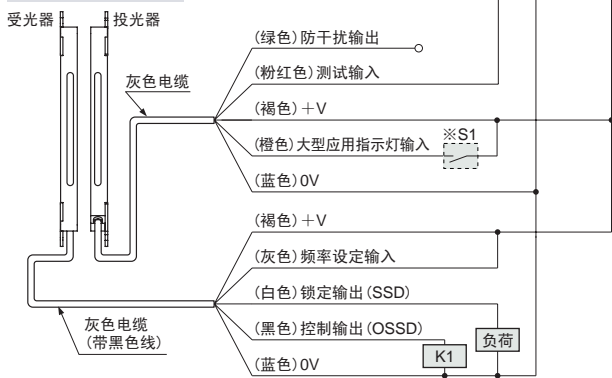 受光器 投光器
(绿色)防干扰输出
(粉红色)测试输入
灰色电缆
(褐色)＋V
※S1
(橙色)大型应用指示灯输入
(蓝色)0V
(褐色)＋V
(灰色)频率设定输入
(白色)锁定输出(SSD)
灰色电缆
(带黑色线)
(黑色)控制输出(OSSD)
负荷
K1
(蓝色)0V